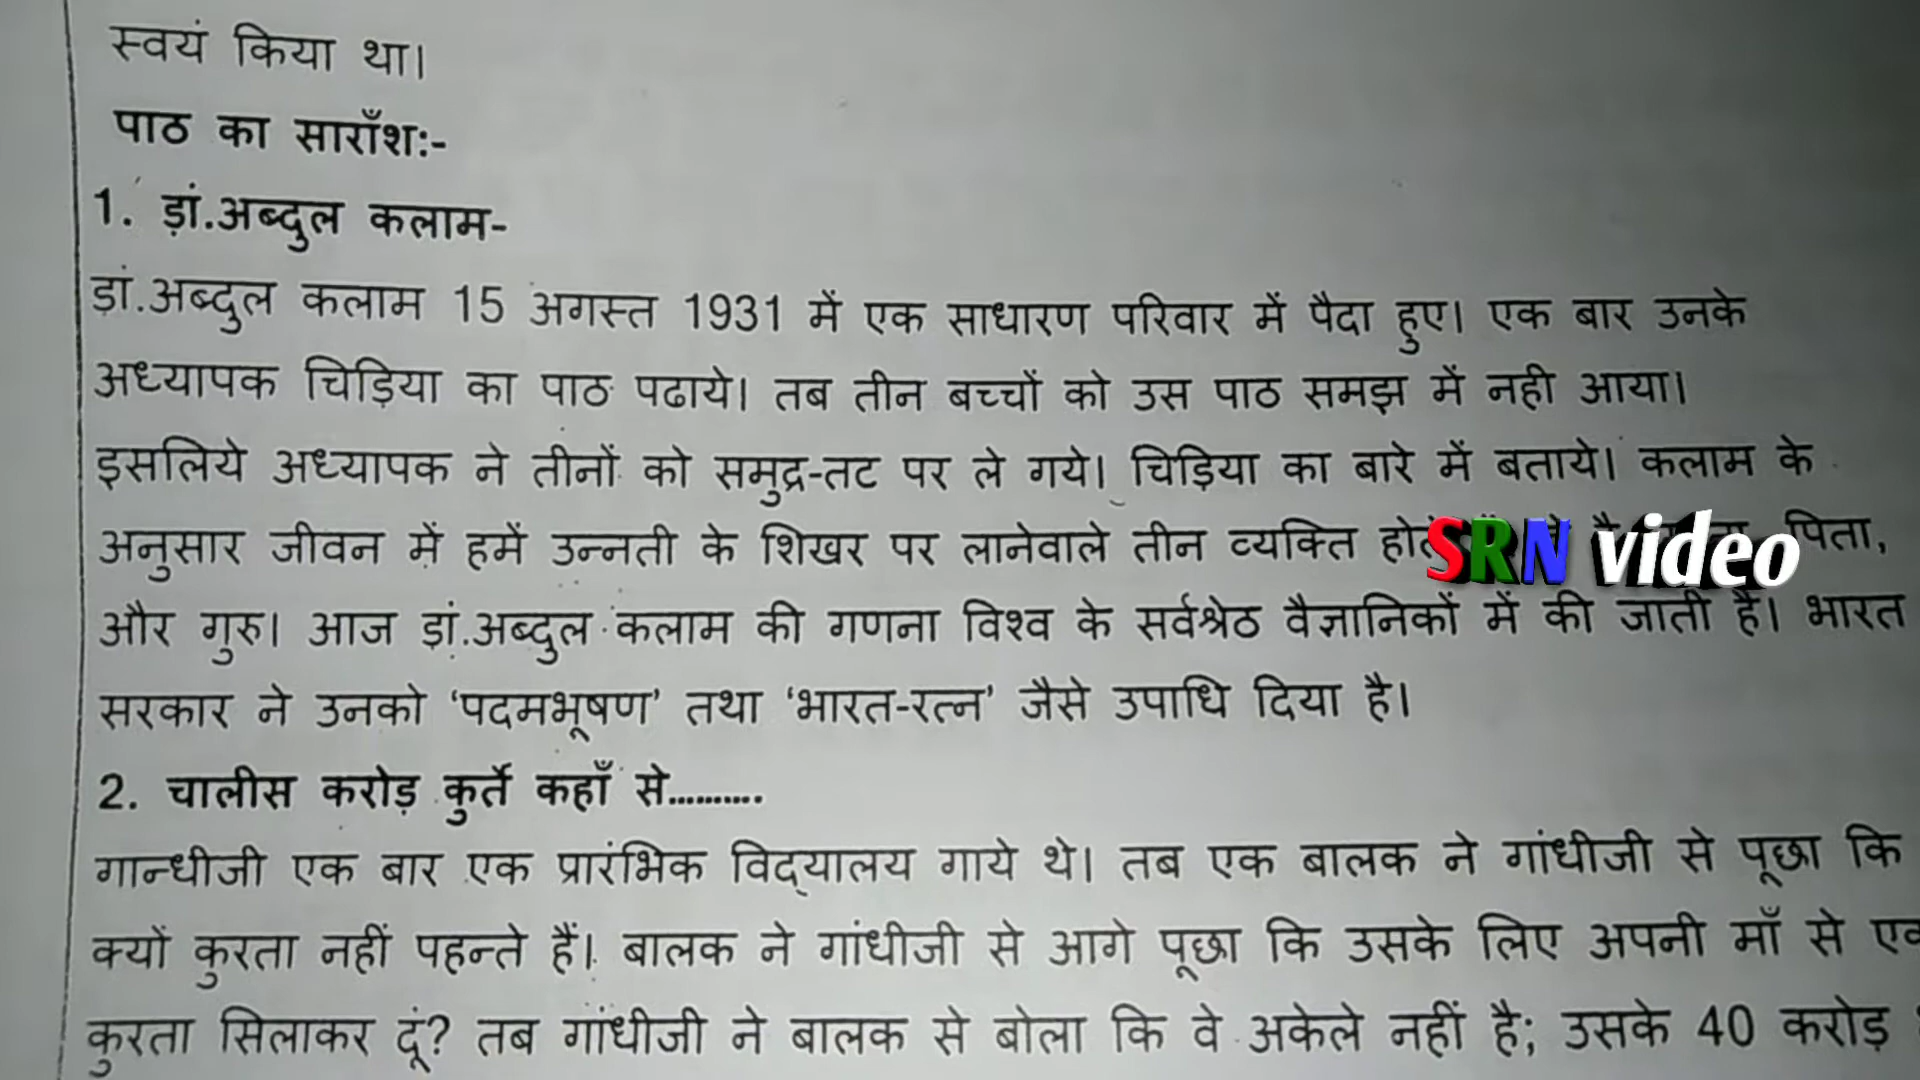 स्वयं किया था।
पाठ का साराँशः-
1. ड़ां.अब्दुल कलाम-
डां.अब्दुल कलाम 15 अगस्त 1931 में एक साधारण परिवार में पैदा हुए। एक बार उनके
अध्यापक चिड़िया का पाठ पढाये। तब तीन बच्चों को उस पाठ समझ में नही आया।
इसलिये अध्यापक ने तीनों को समुद्र-तट पर ले गये। चिड़िया का बारे में बताये। कलाम के
अनुसार जीवन में हमें उन्नती के शिखर पर लानेवाले तीन व्यक्ति पिता,
SRN video
और गुरु। आज डां.अब्दुल कलाम की गणना विश्व के सर्वश्रेठ वैज्ञानिकों में की जाती है। भारत
सरकार ने उनको ‘पदमभूषण’ तथा ‘भारत-रत्न’ जैसे उपाधि दिया है।
2. चालीस करोड़ कुर्ते कहाँ से..........
गान्धीजी एक बार एक प्रारंभिक विद्यालय गाये थे। तब एक बालक ने गांधीजी से पूछा कि
क्यों कुरता नहीं पहन्ते हैं। बालक ने गांधीजी से आगे पूछा कि उसके लिए अपनी माँ से
कुरता सिलाकर दूं? तब गांधीजी ने बालक से बोला कि वे अकेले नहीं है; उसके 40 करोड़